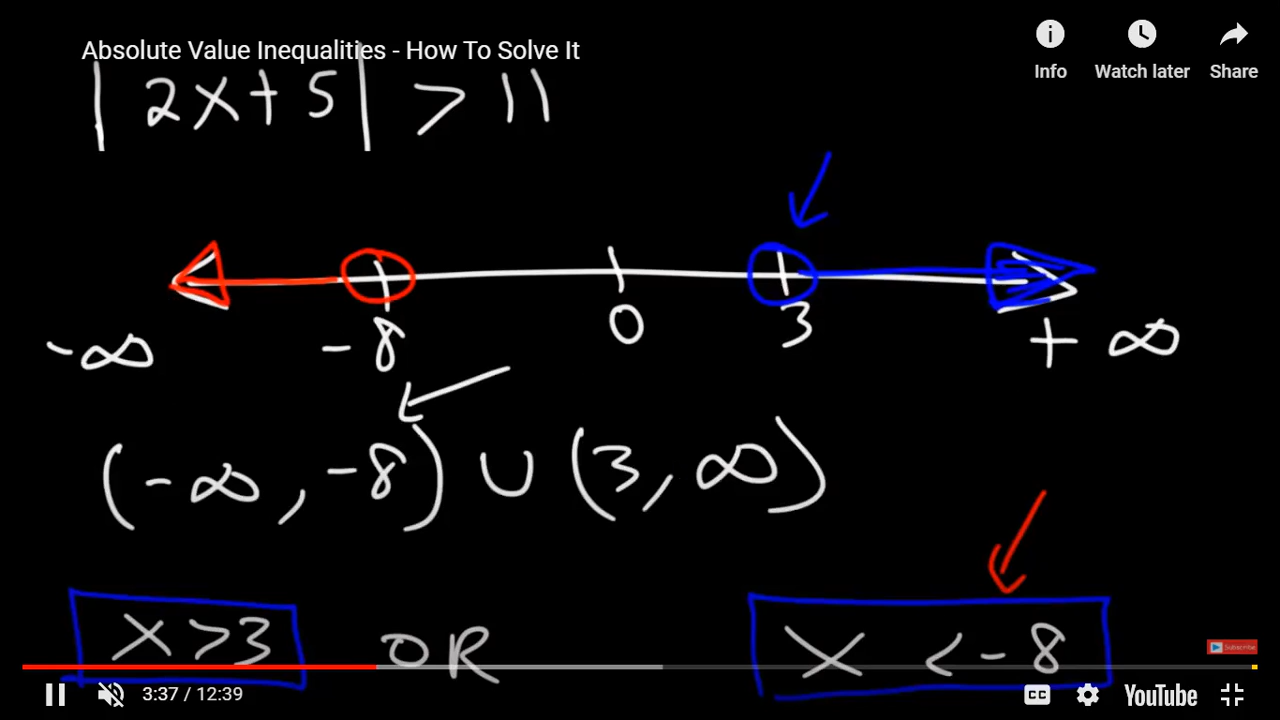 Absolute Value Inequalities - How To Solve It
Info Watch later Share
|2x+5| > 11
-∞ -8 0 3 +∞
(-∞, -8) ∪ (3, ∞)
x > 3 OR x < -8
Subscribe
3:37 / 12:39 CC YouTube